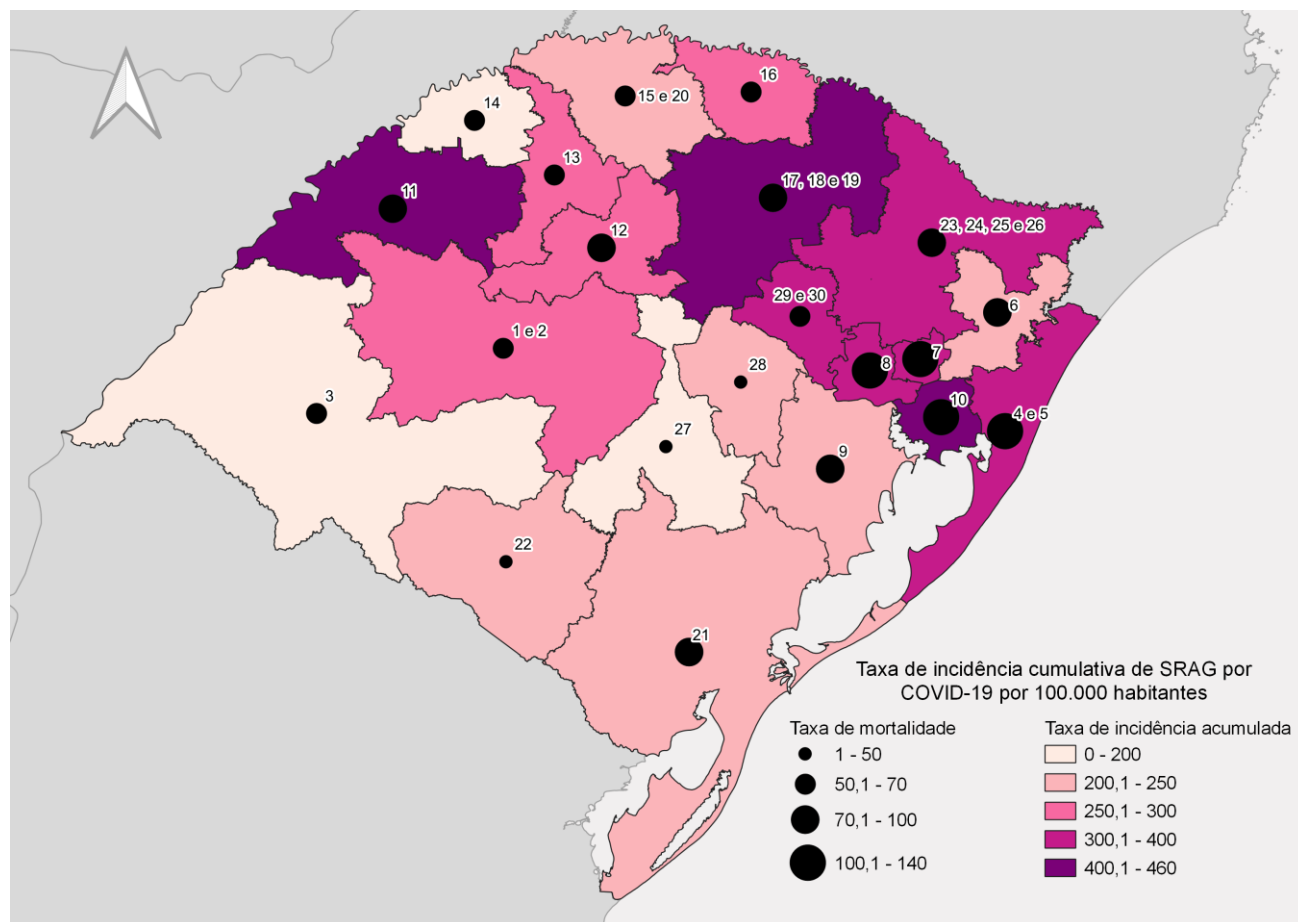 16
15 e 20
14
13
17, 18 e 19
11
23, 24, 25 e 26
12
29 e 30
6
1 e 2
7
8
28
3
10
4 e 5
27
9
22
21
Taxa de incidência cumulativa de SRAG por
COVID-19 por 100.000 habitantes
Taxa de mortalidade
1 - 50
50,1 - 70
70,1 - 100
100,1 - 140
Taxa de incidência acumulada
0 - 200
200,1 - 250
250,1 - 300
300,1 - 400
400,1 - 460